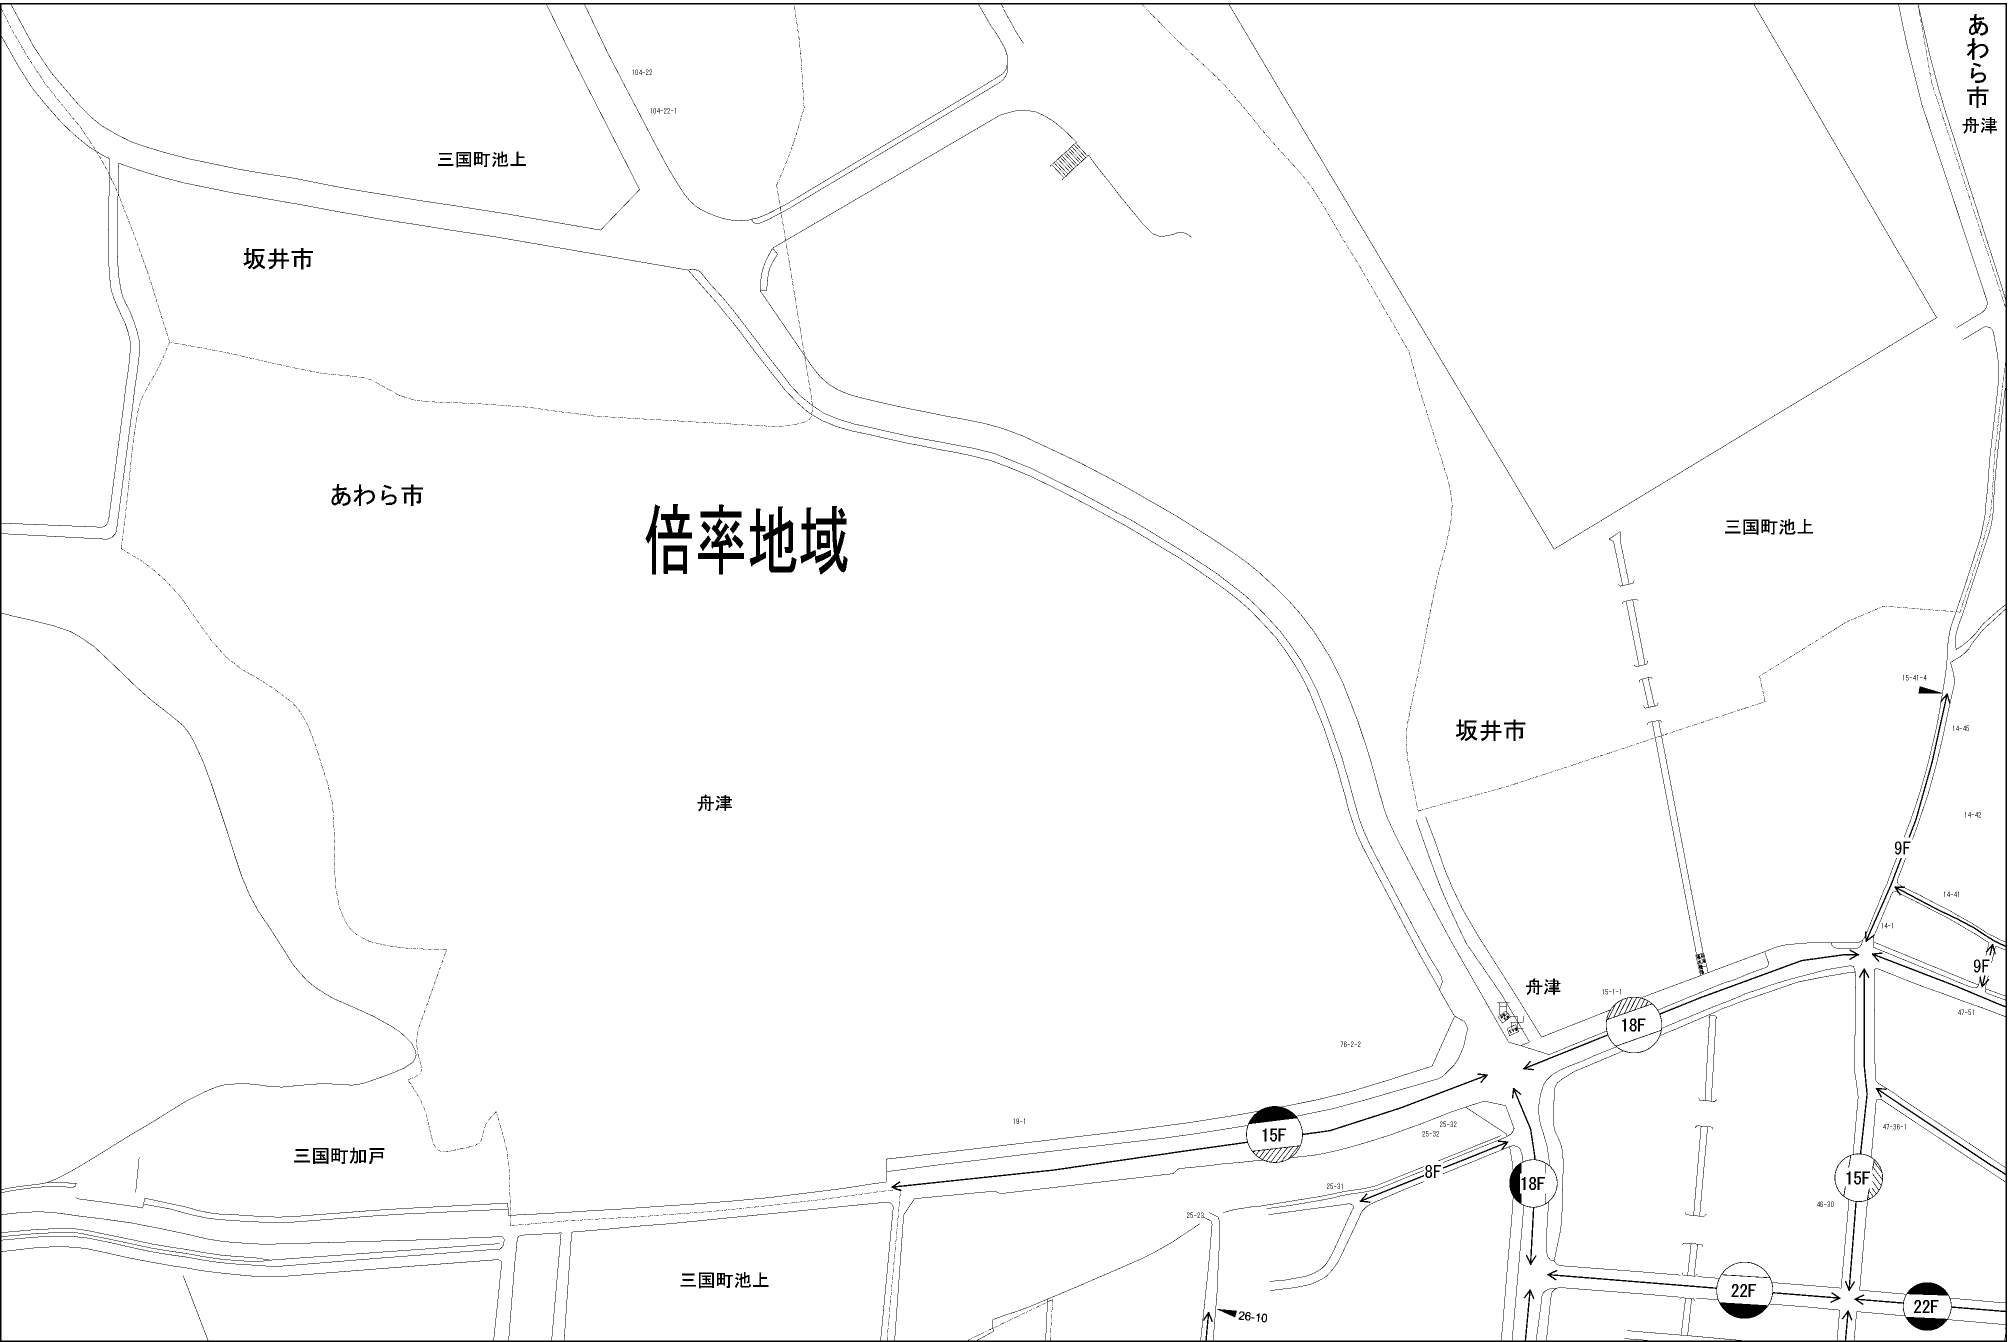 あわら市
舟津
104-22
104-22-1
三国町池上
坂井市
あわら市
倍率地域
三国町池上
15-41-4
14-45
坂井市
舟津
14-42
9F
14-41
14-1
9F
舟津
15-1-1
47-51
18F
76-2-2
19-1
15F
25-32
25-32
47-36-1
三国町加戸
8F
15F
18F
25-31
46-30
25-23
三国町池上
22F
22F
26-10